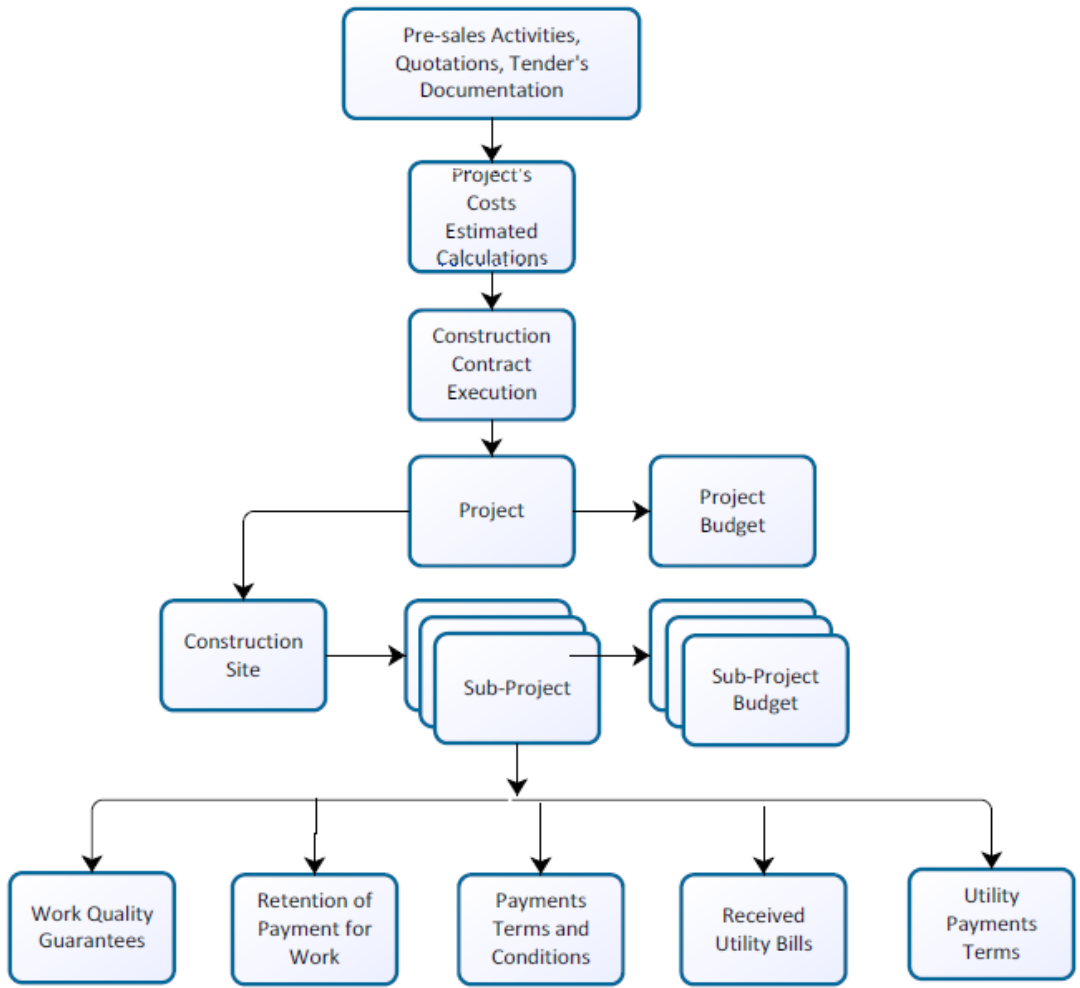 Pre-sales Activities,
Quotations, Tender's
Documentation
Project's
Costs
Estimated
Calculations
Construction
Contract
Execution
Project
Project
Budget
Construction
Site
Sub-Project
Sub-Project
Budget
Work Quality
Guarantees
Retention of
Payment for
Work
Payments
Terms and
Conditions
Received
Utility Bills
Utility
Payments
Terms